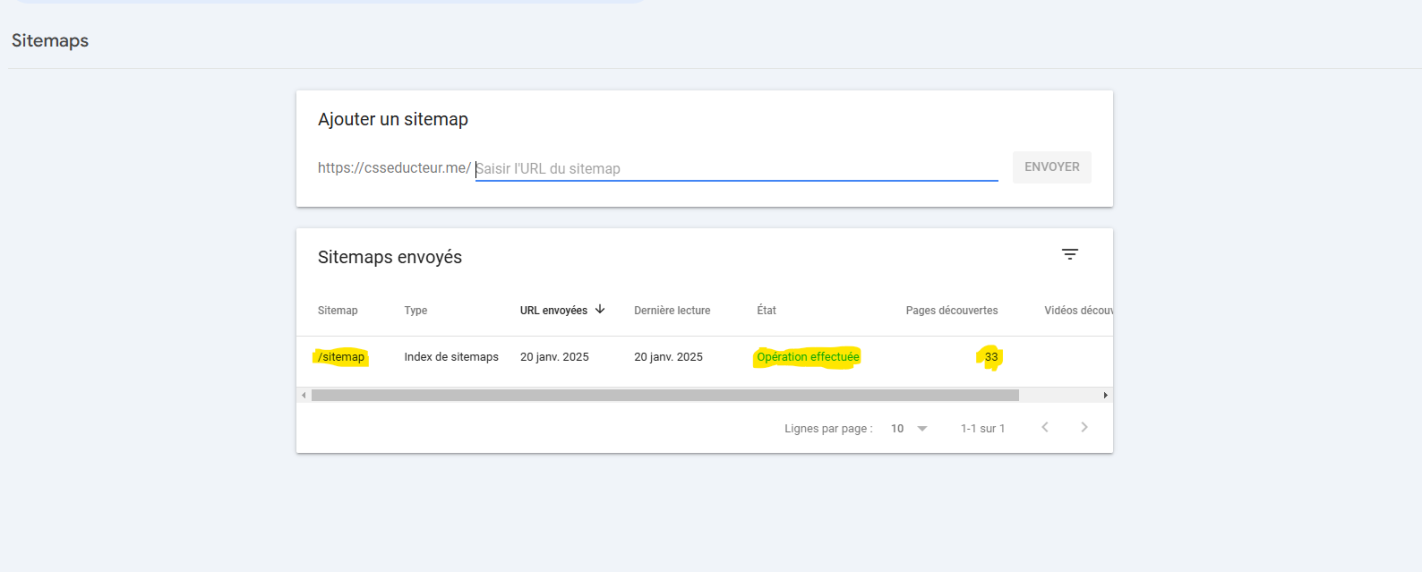 Sitemaps
Ajouter un sitemap
https://csseducteur.me/ Saisir l'URL du sitemap ENVOYER
Sitemaps envoyés
Sitemap Type URL envoyées Dernière lecture État Pages découvertes Vidéos découv
/sitemap Index de sitemaps 20 janv. 2025 20 janv. 2025 Opération effectuée 33
Lignes par page : 10 1-1 sur 1